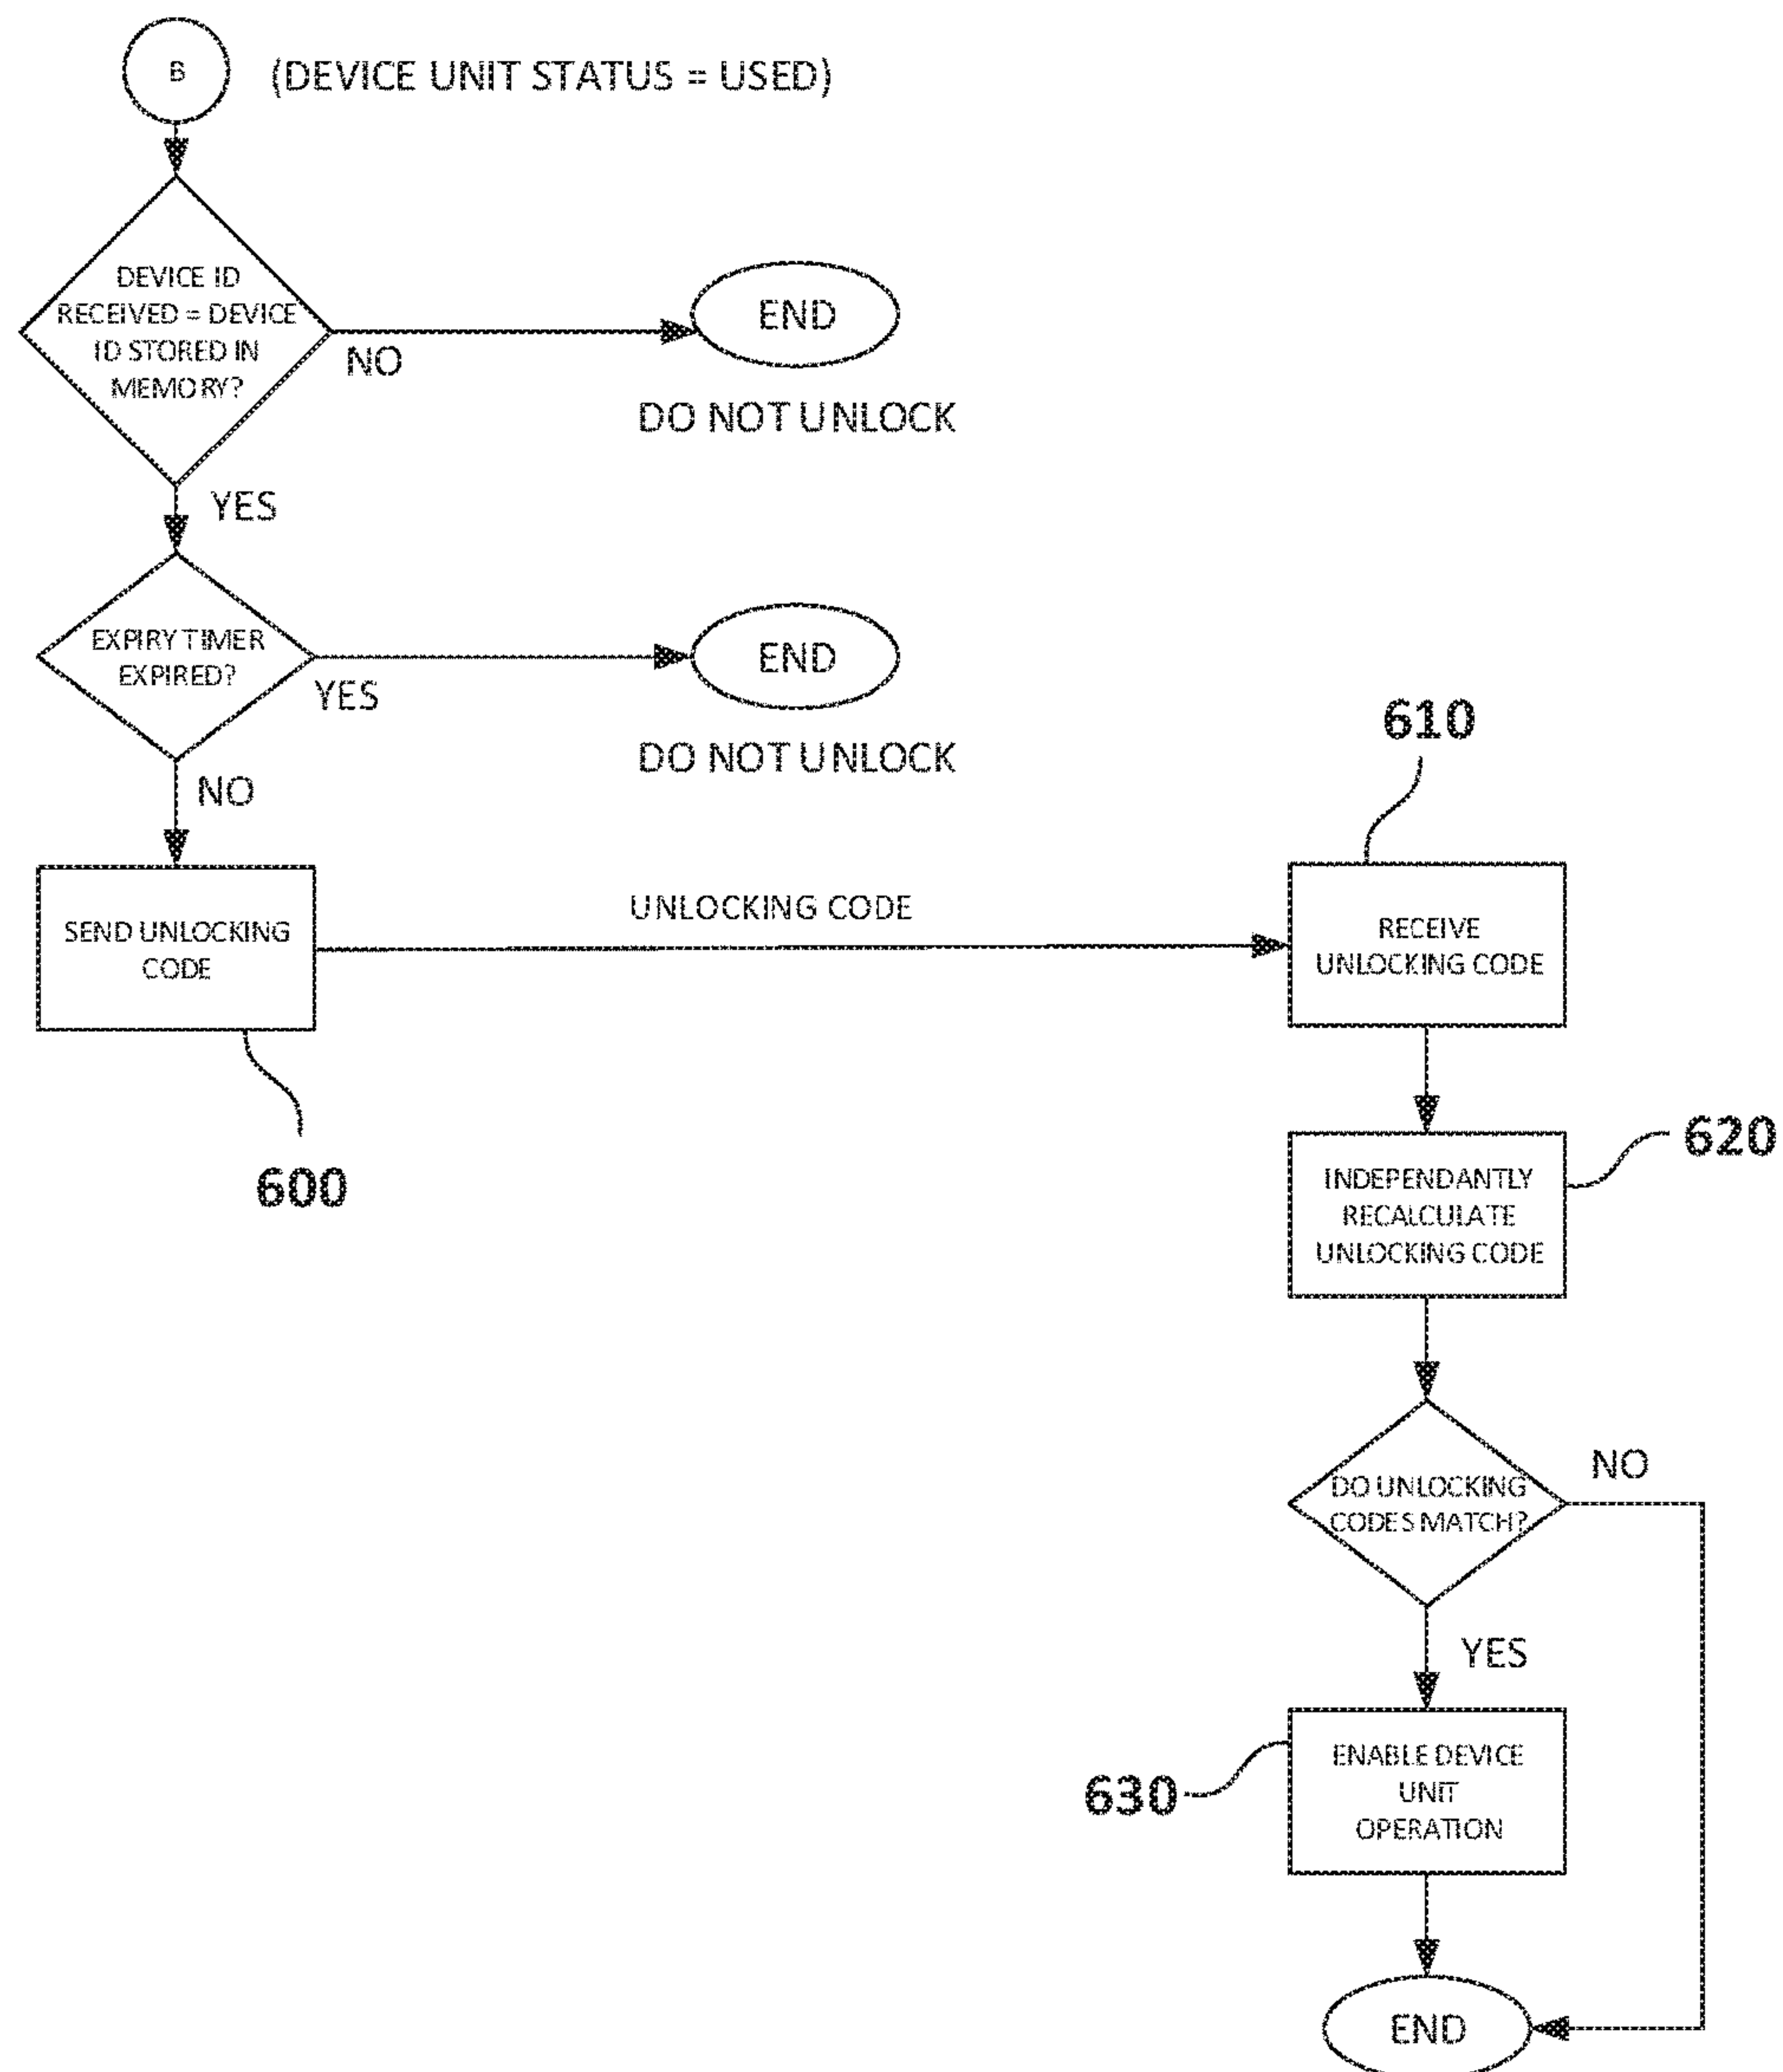 B
(DEVICE UNIT STATUS = USED)
DEVICE ID
RECEIVED = DEVICE
ID STORED IN
MEMORY?
NO
END
DO NOT UNLOCK
YES
EXPIRY TIMER
EXPIRED?
YES
END
DO NOT UNLOCK
NO
SEND UNLOCKING
CODE
600
UNLOCKING CODE
610
RECEIVE
UNLOCKING CODE
620
INDEPENDANTLY
RECALCULATE
UNLOCKING CODE
DO UNLOCKING
CODES MATCH?
NO
YES
630
ENABLE DEVICE
UNIT
OPERATION
END